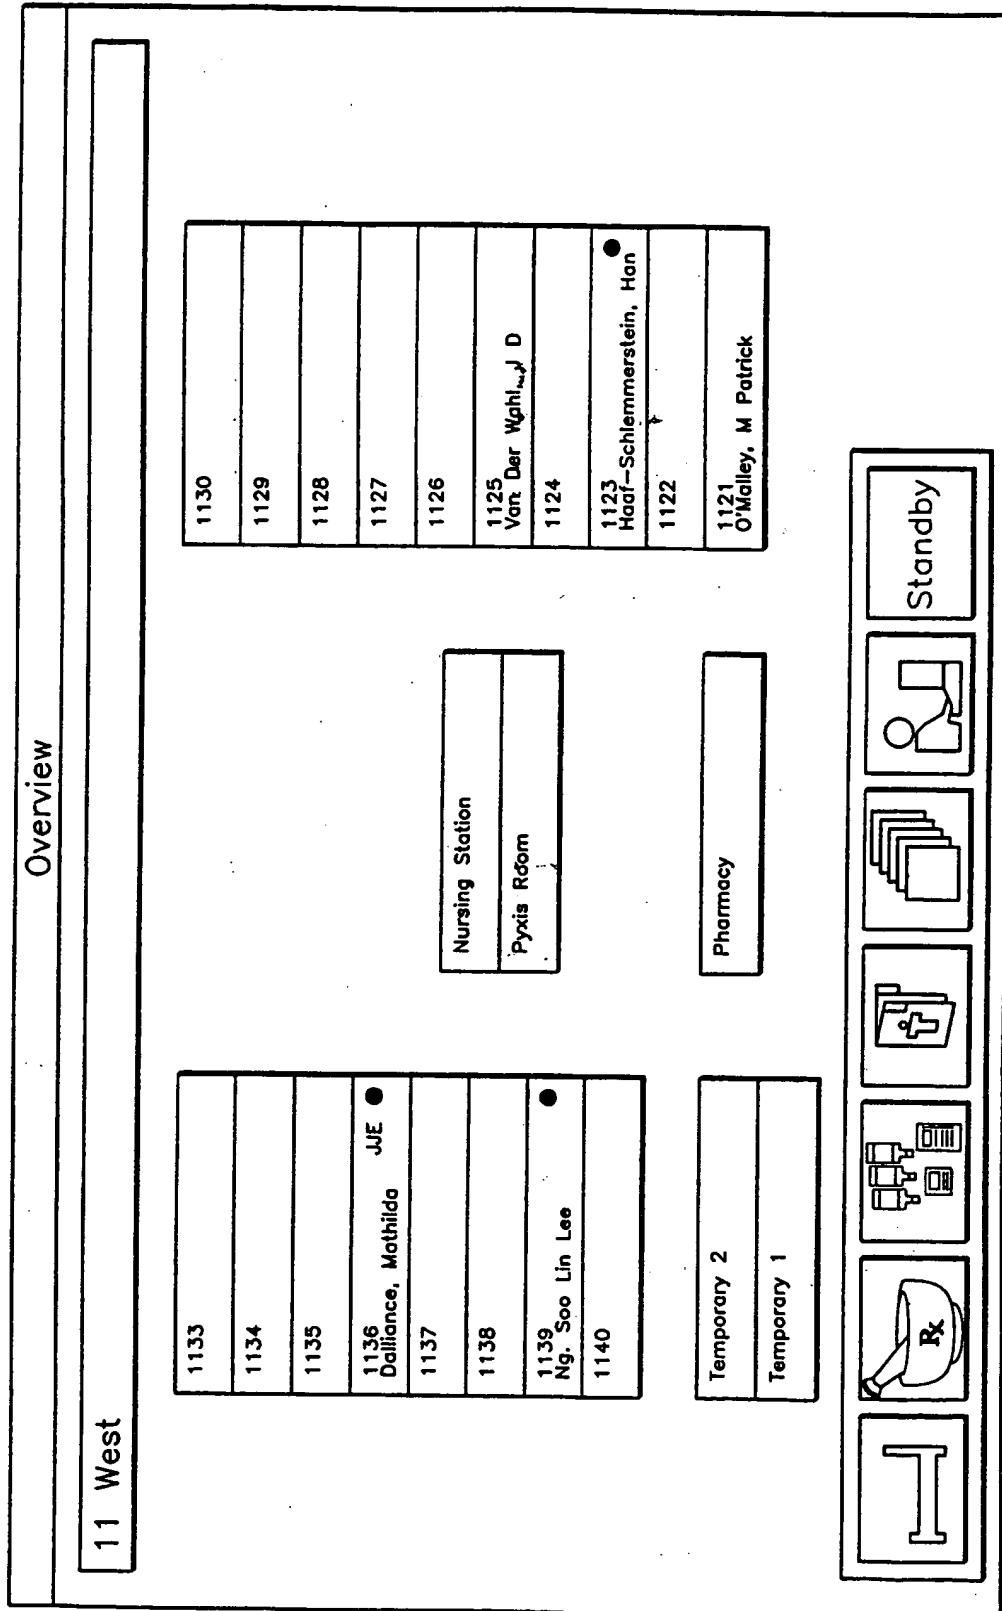 Overview
11 West
1133
1134
1135
1136
Dalliance, Mathilda JJE
1137
1138
1139
Ng. Soo Lin Lee
1140
Temporary 2
Temporary 1
Nursing Station
Pyxis Room
Pharmacy
1130
1129
1128
1127
1126
1125
Van Der Wahl, J D
1124
1123
Haaf-Schlemmerstein, Han
1122
1121
O'Malley, M Patrick
I
Rx
Standby